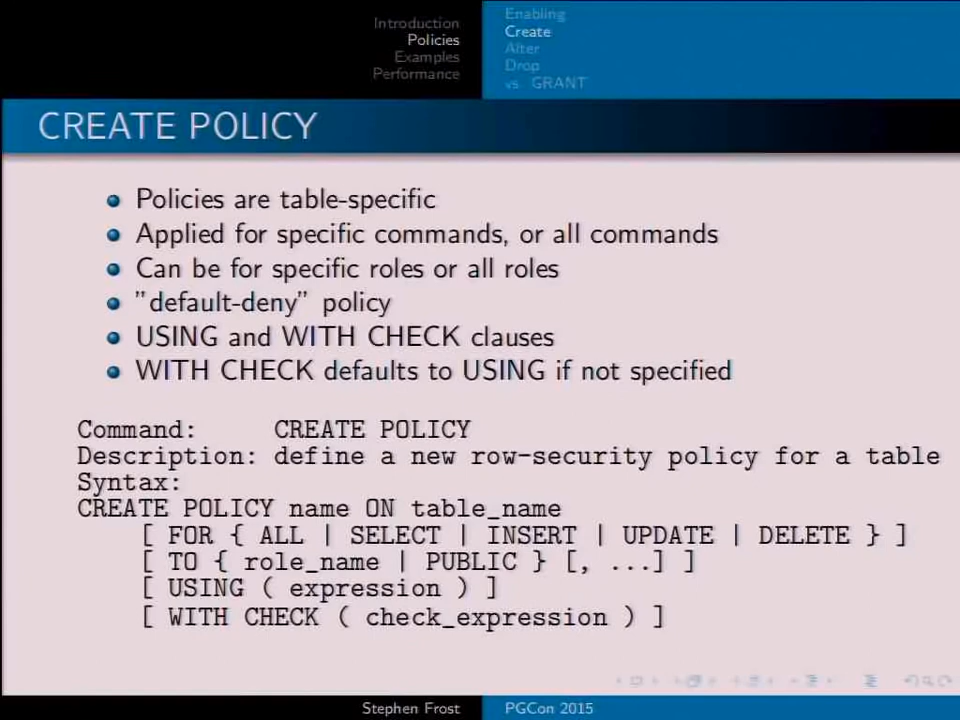 Introduction
Policies
Examples
Performance
Enabling
Create
Alter
Drop
vs. GRANT
CREATE POLICY
Policies are table-specific
Applied for specific commands, or all commands
Can be for specific roles or all roles
"default-deny" policy
USING and WITH CHECK clauses
WITH CHECK defaults to USING if not specified
Command: CREATE POLICY
Description: define a new row-security policy for a table
Syntax:
CREATE POLICY name ON table_name
[ FOR { ALL | SELECT | INSERT | UPDATE | DELETE } ]
[ TO { role_name | PUBLIC } [, ...] ]
[ USING ( expression ) ]
[ WITH CHECK ( check_expression ) ]
Stephen Frost
PGCon 2015